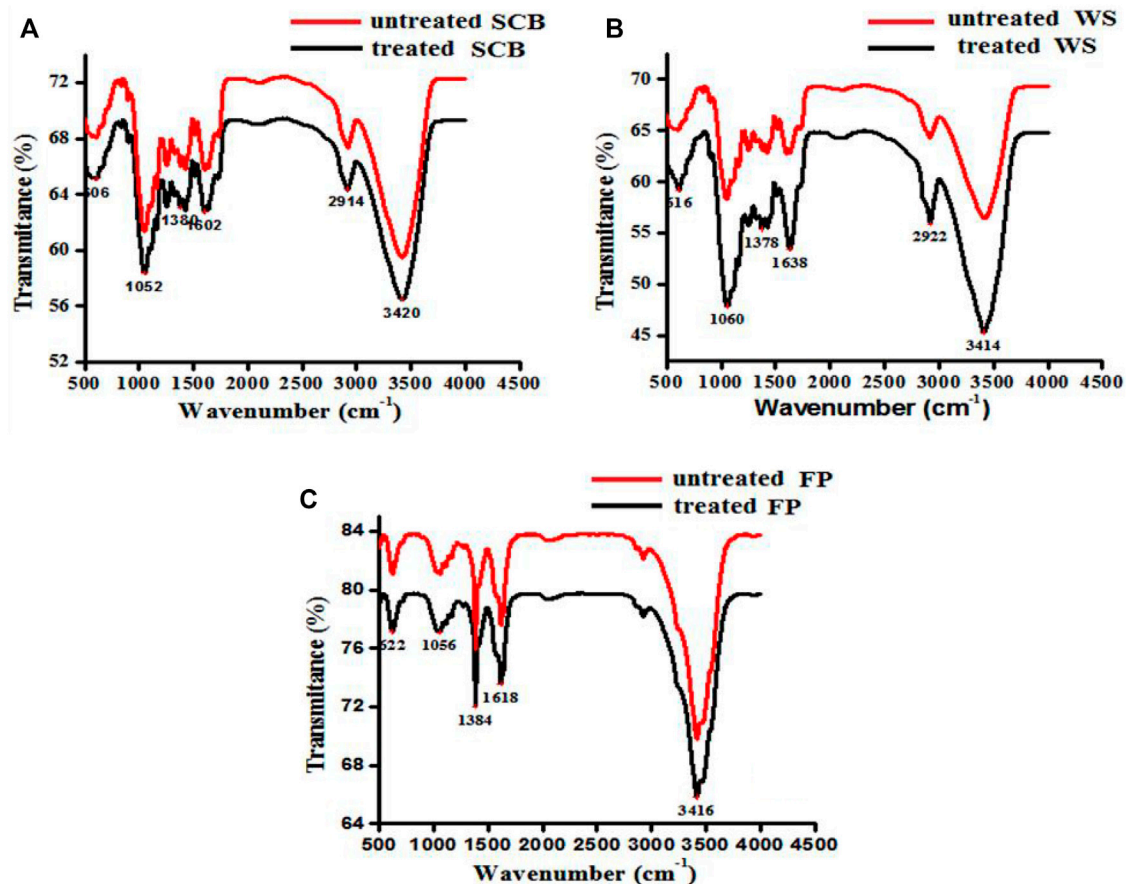 A
untreated SCB
treated SCB
72
68
64
60
56
52
606
1052
1380
1602
2914
3420
500 1000 1500 2000 2500 3000 3500 4000 4500
Transmitance (%)
Wavenumber (cm-1)
B
untreated WS
treated WS
70
65
60
55
50
45
616
1060
1378
1638
2922
3414
500 1000 1500 2000 2500 3000 3500 4000 4500
Transmitance (%)
Wavenumber (cm-1)
C
untreated FP
treated FP
84
80
76
72
68
64
622
1056
1384
1618
3416
500 1000 1500 2000 2500 3000 3500 4000 4500
Transmitance (%)
Wavenumber (cm-1)